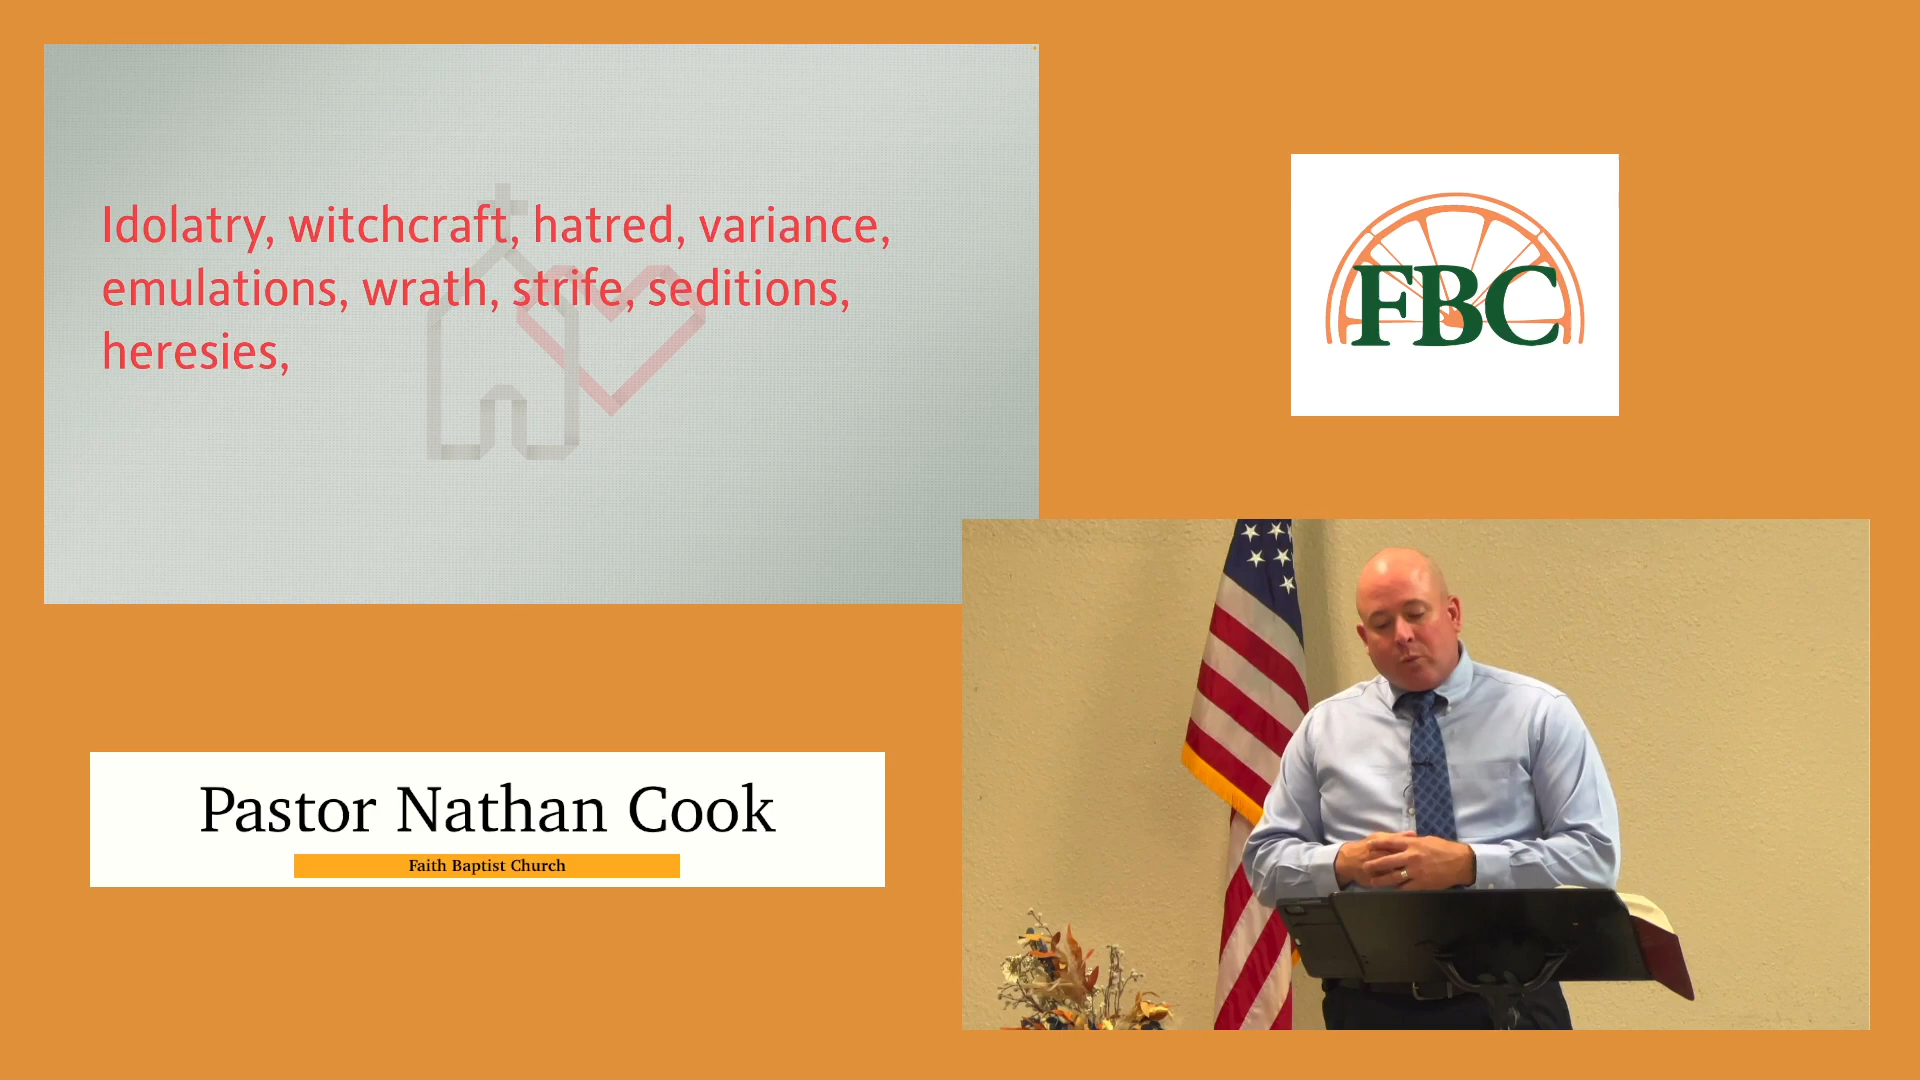 Idolatry, witchcraft, hatred, variance,
emulations, wrath, strife, seditions,
heresies,
FBC
Pastor Nathan Cook
Faith Baptist Church